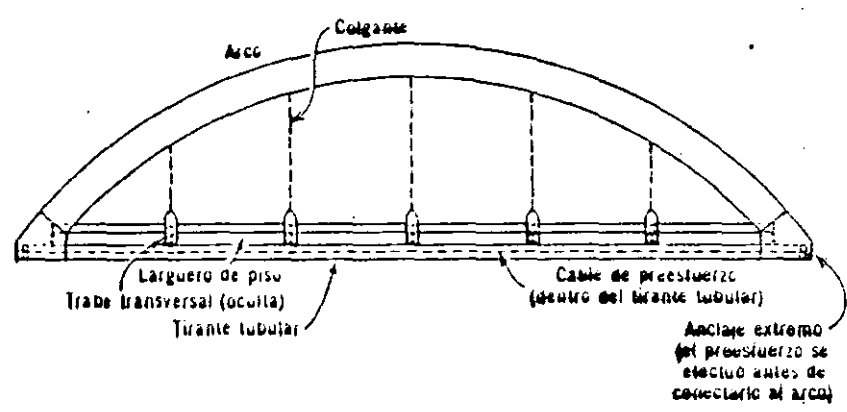 Colgante
Arco
Larguero de piso
Trabe transversal (oculta)
Tirante tubular
Cable de preesfuerzo
(dentro del tirante tubular)
Anclaje extremo
(el preesfuerzo se
efectuó antes de
conectarlo al arco)